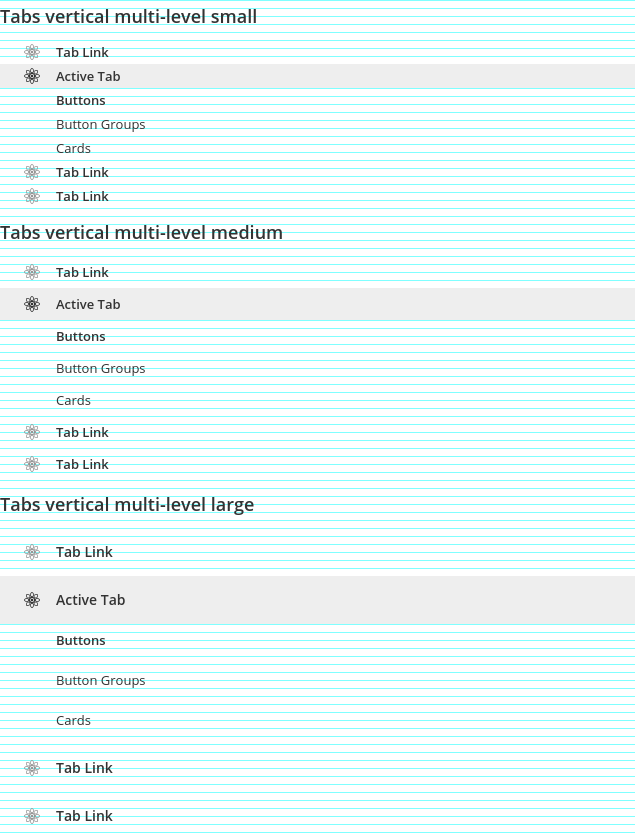 Tabs vertical multi-level small
Tab Link
Active Tab
Buttons
Button Groups
Cards
Tab Link
Tab Link
Tabs vertical multi-level medium
Tab Link
Active Tab
Buttons
Button Groups
Cards
Tab Link
Tab Link
Tabs vertical multi-level large
Tab Link
Active Tab
Buttons
Button Groups
Cards
Tab Link
Tab Link